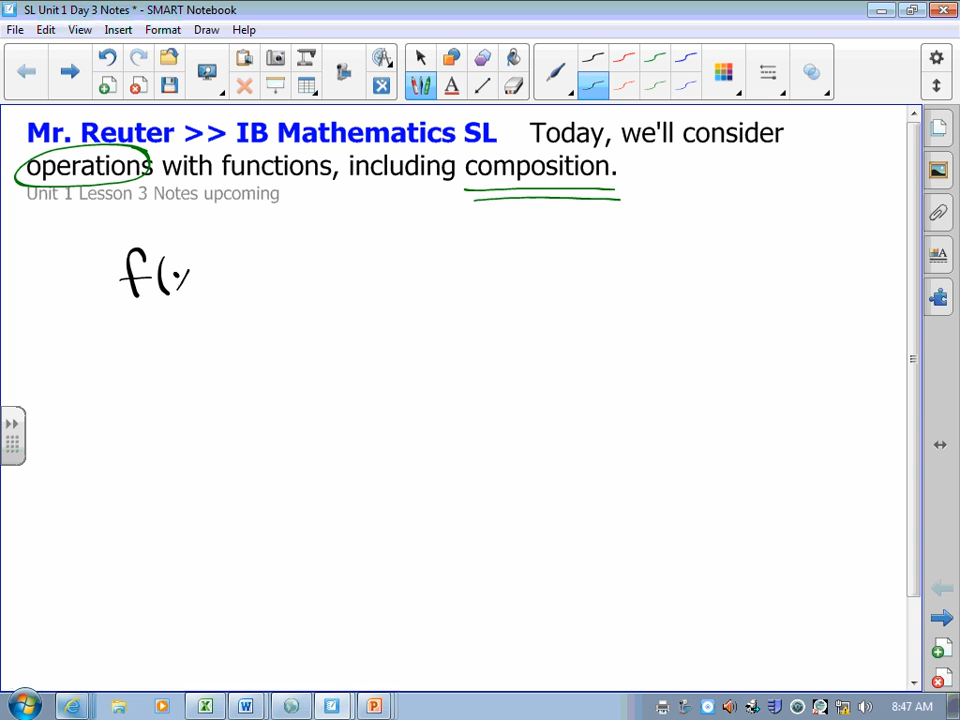 SL Unit 1 Day 3 Notes * - SMART Notebook
File Edit View Insert Format Draw Help
Mr. Reuter >> IB Mathematics SL Today, we'll consider
operations with functions, including composition.
Unit 1 Lesson 3 Notes upcoming
f(x
8:47 AM